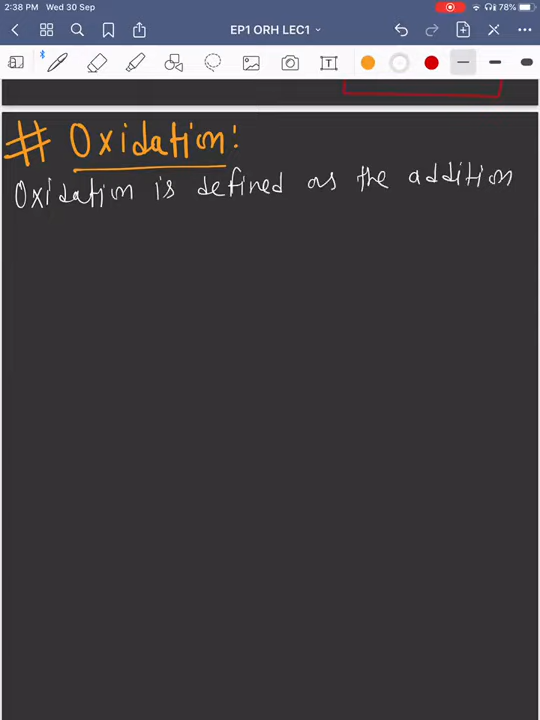 2:38 PM Wed 30 Sep
78%
EP1 ORH LEC1
T
# Oxidation:
Oxidation is defined as the addition